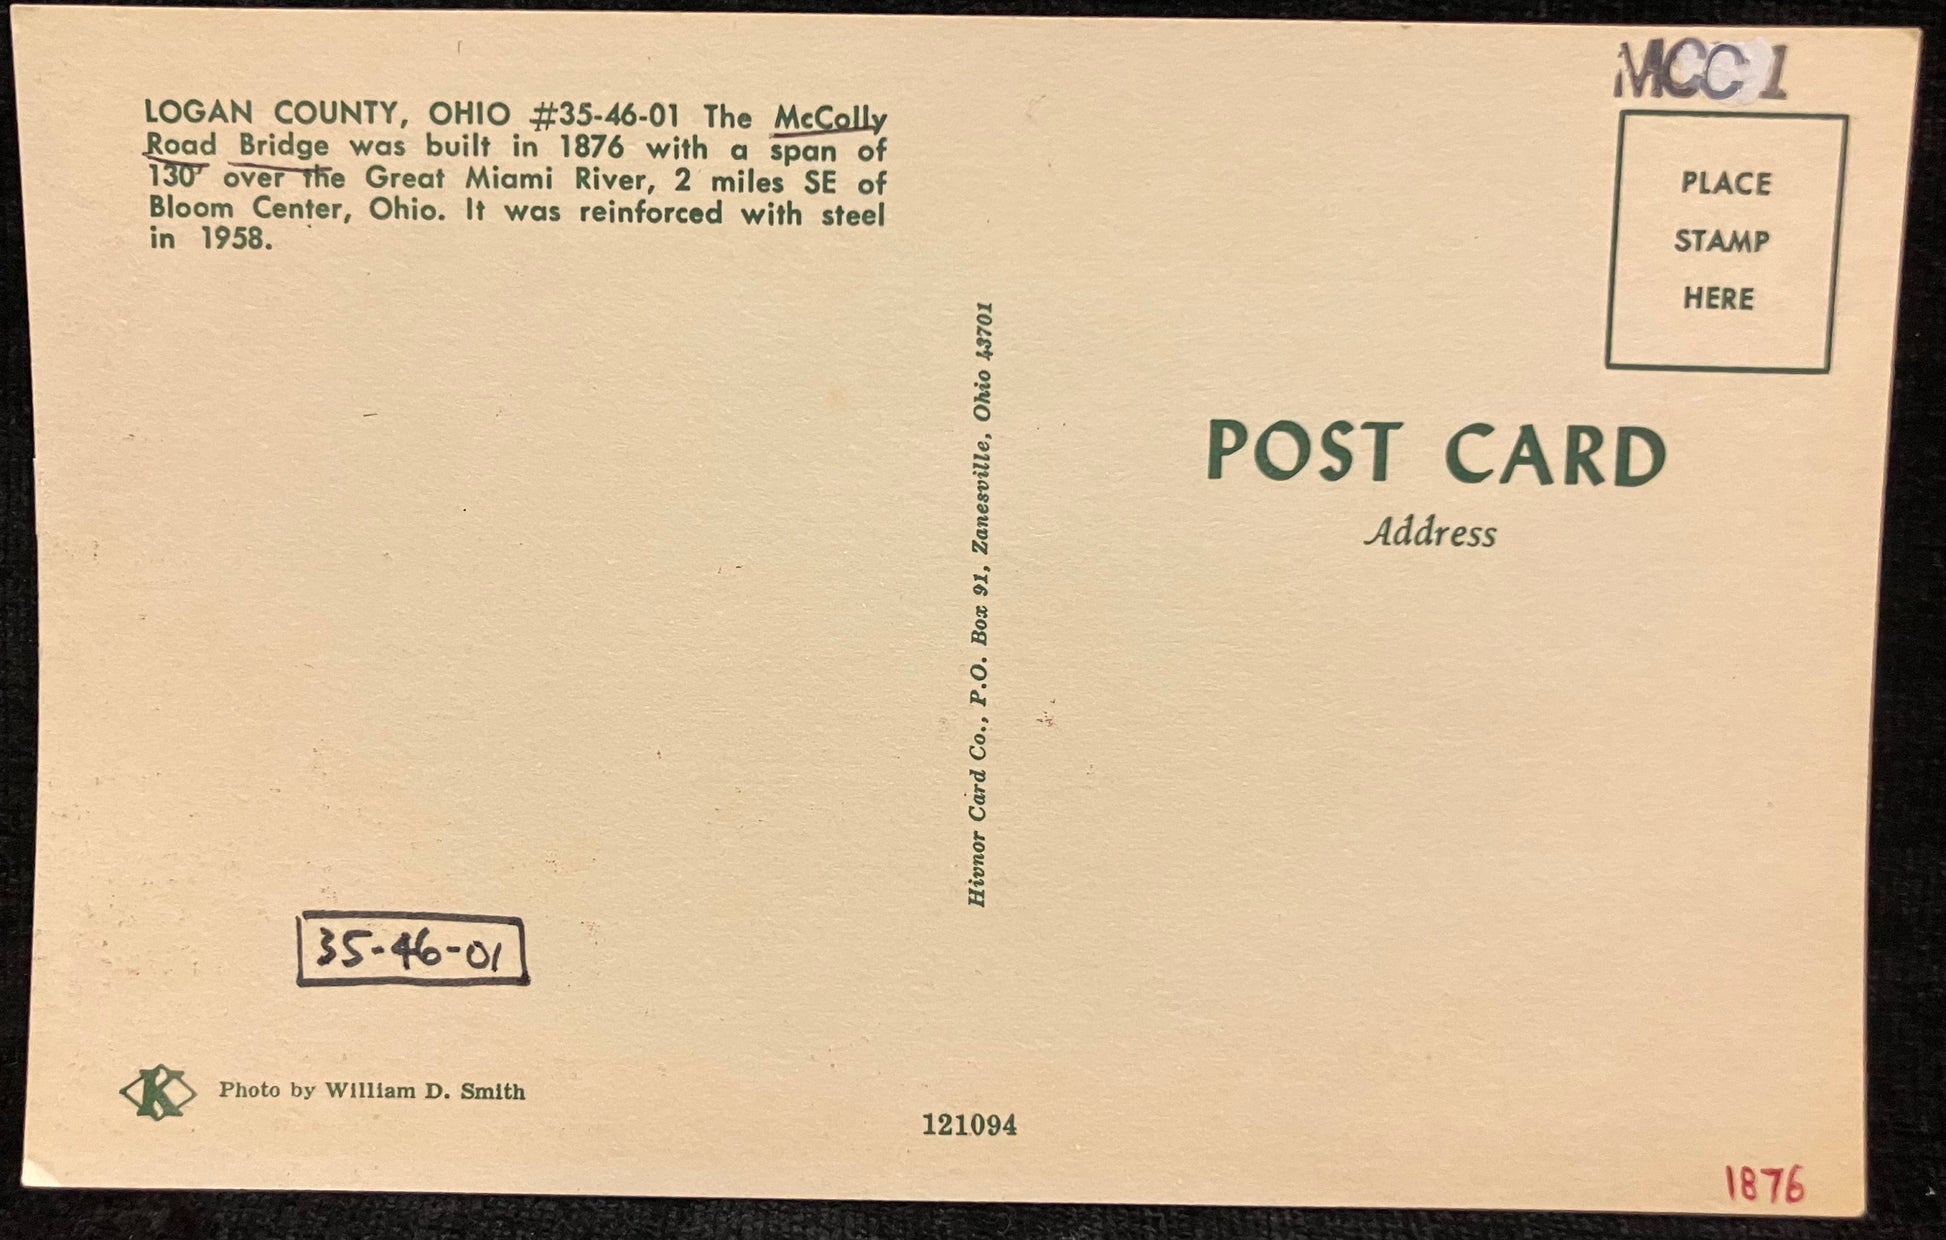 MCC 1
LOGAN COUNTY, OHIO #35-46-01 The McColly
Road Bridge was built in 1876 with a span of
130' over the Great Miami River, 2 miles SE of
Bloom Center, Ohio. It was reinforced with steel
in 1958.
PLACE
STAMP
HERE
Hivnor Card Co., P.O. Box 91, Zanesville, Ohio 43701
POST CARD
Address
35-46-01
K
Photo by William D. Smith
121094
1876